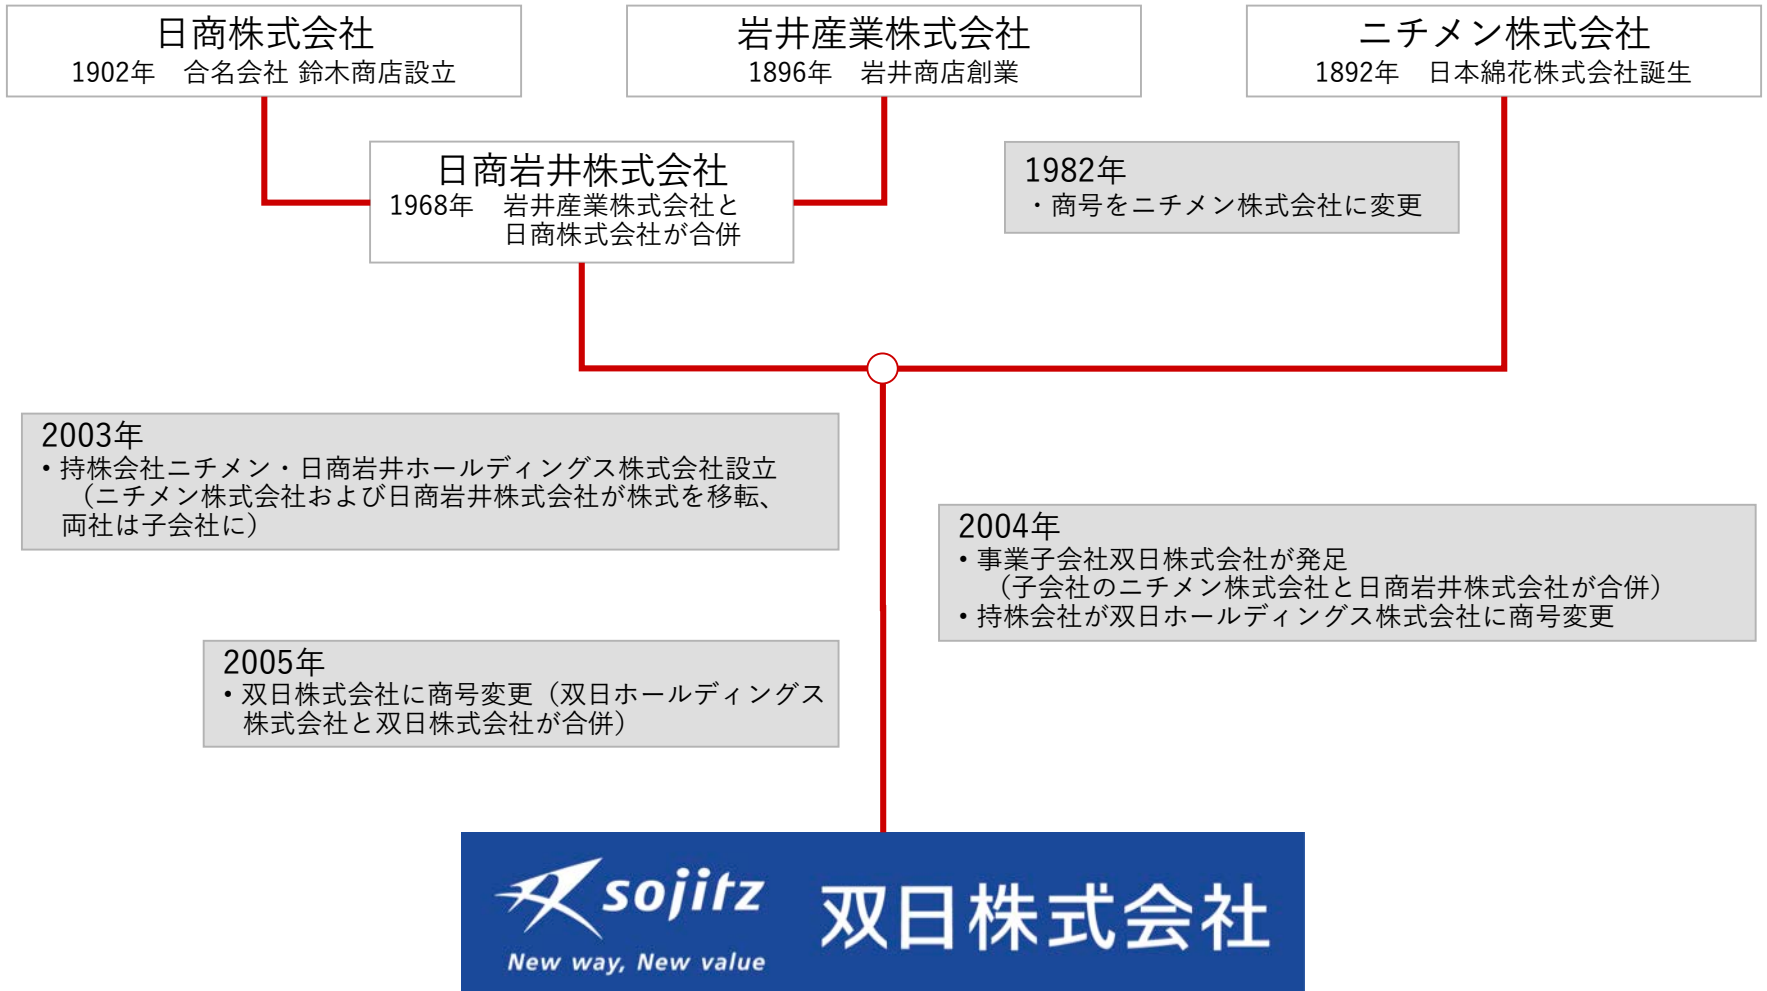 日商株式会社
1902年　合名会社 鈴木商店設立
岩井産業株式会社
1896年　岩井商店創業
ニチメン株式会社
1892年　日本綿花株式会社誕生
日商岩井株式会社
1968年　岩井産業株式会社と
日商株式会社が合併
1982年
・商号をニチメン株式会社に変更
2003年
・持株会社ニチメン・日商岩井ホールディングス株式会社設立
（ニチメン株式会社および日商岩井株式会社が株式を移転、
両社は子会社に）
2004年
・事業子会社双日株式会社が発足
（子会社のニチメン株式会社と日商岩井株式会社が合併）
・持株会社が双日ホールディングス株式会社に商号変更
2005年
・双日株式会社に商号変更（双日ホールディングス
株式会社と双日株式会社が合併）
sojitz
New way, New value
双日株式会社